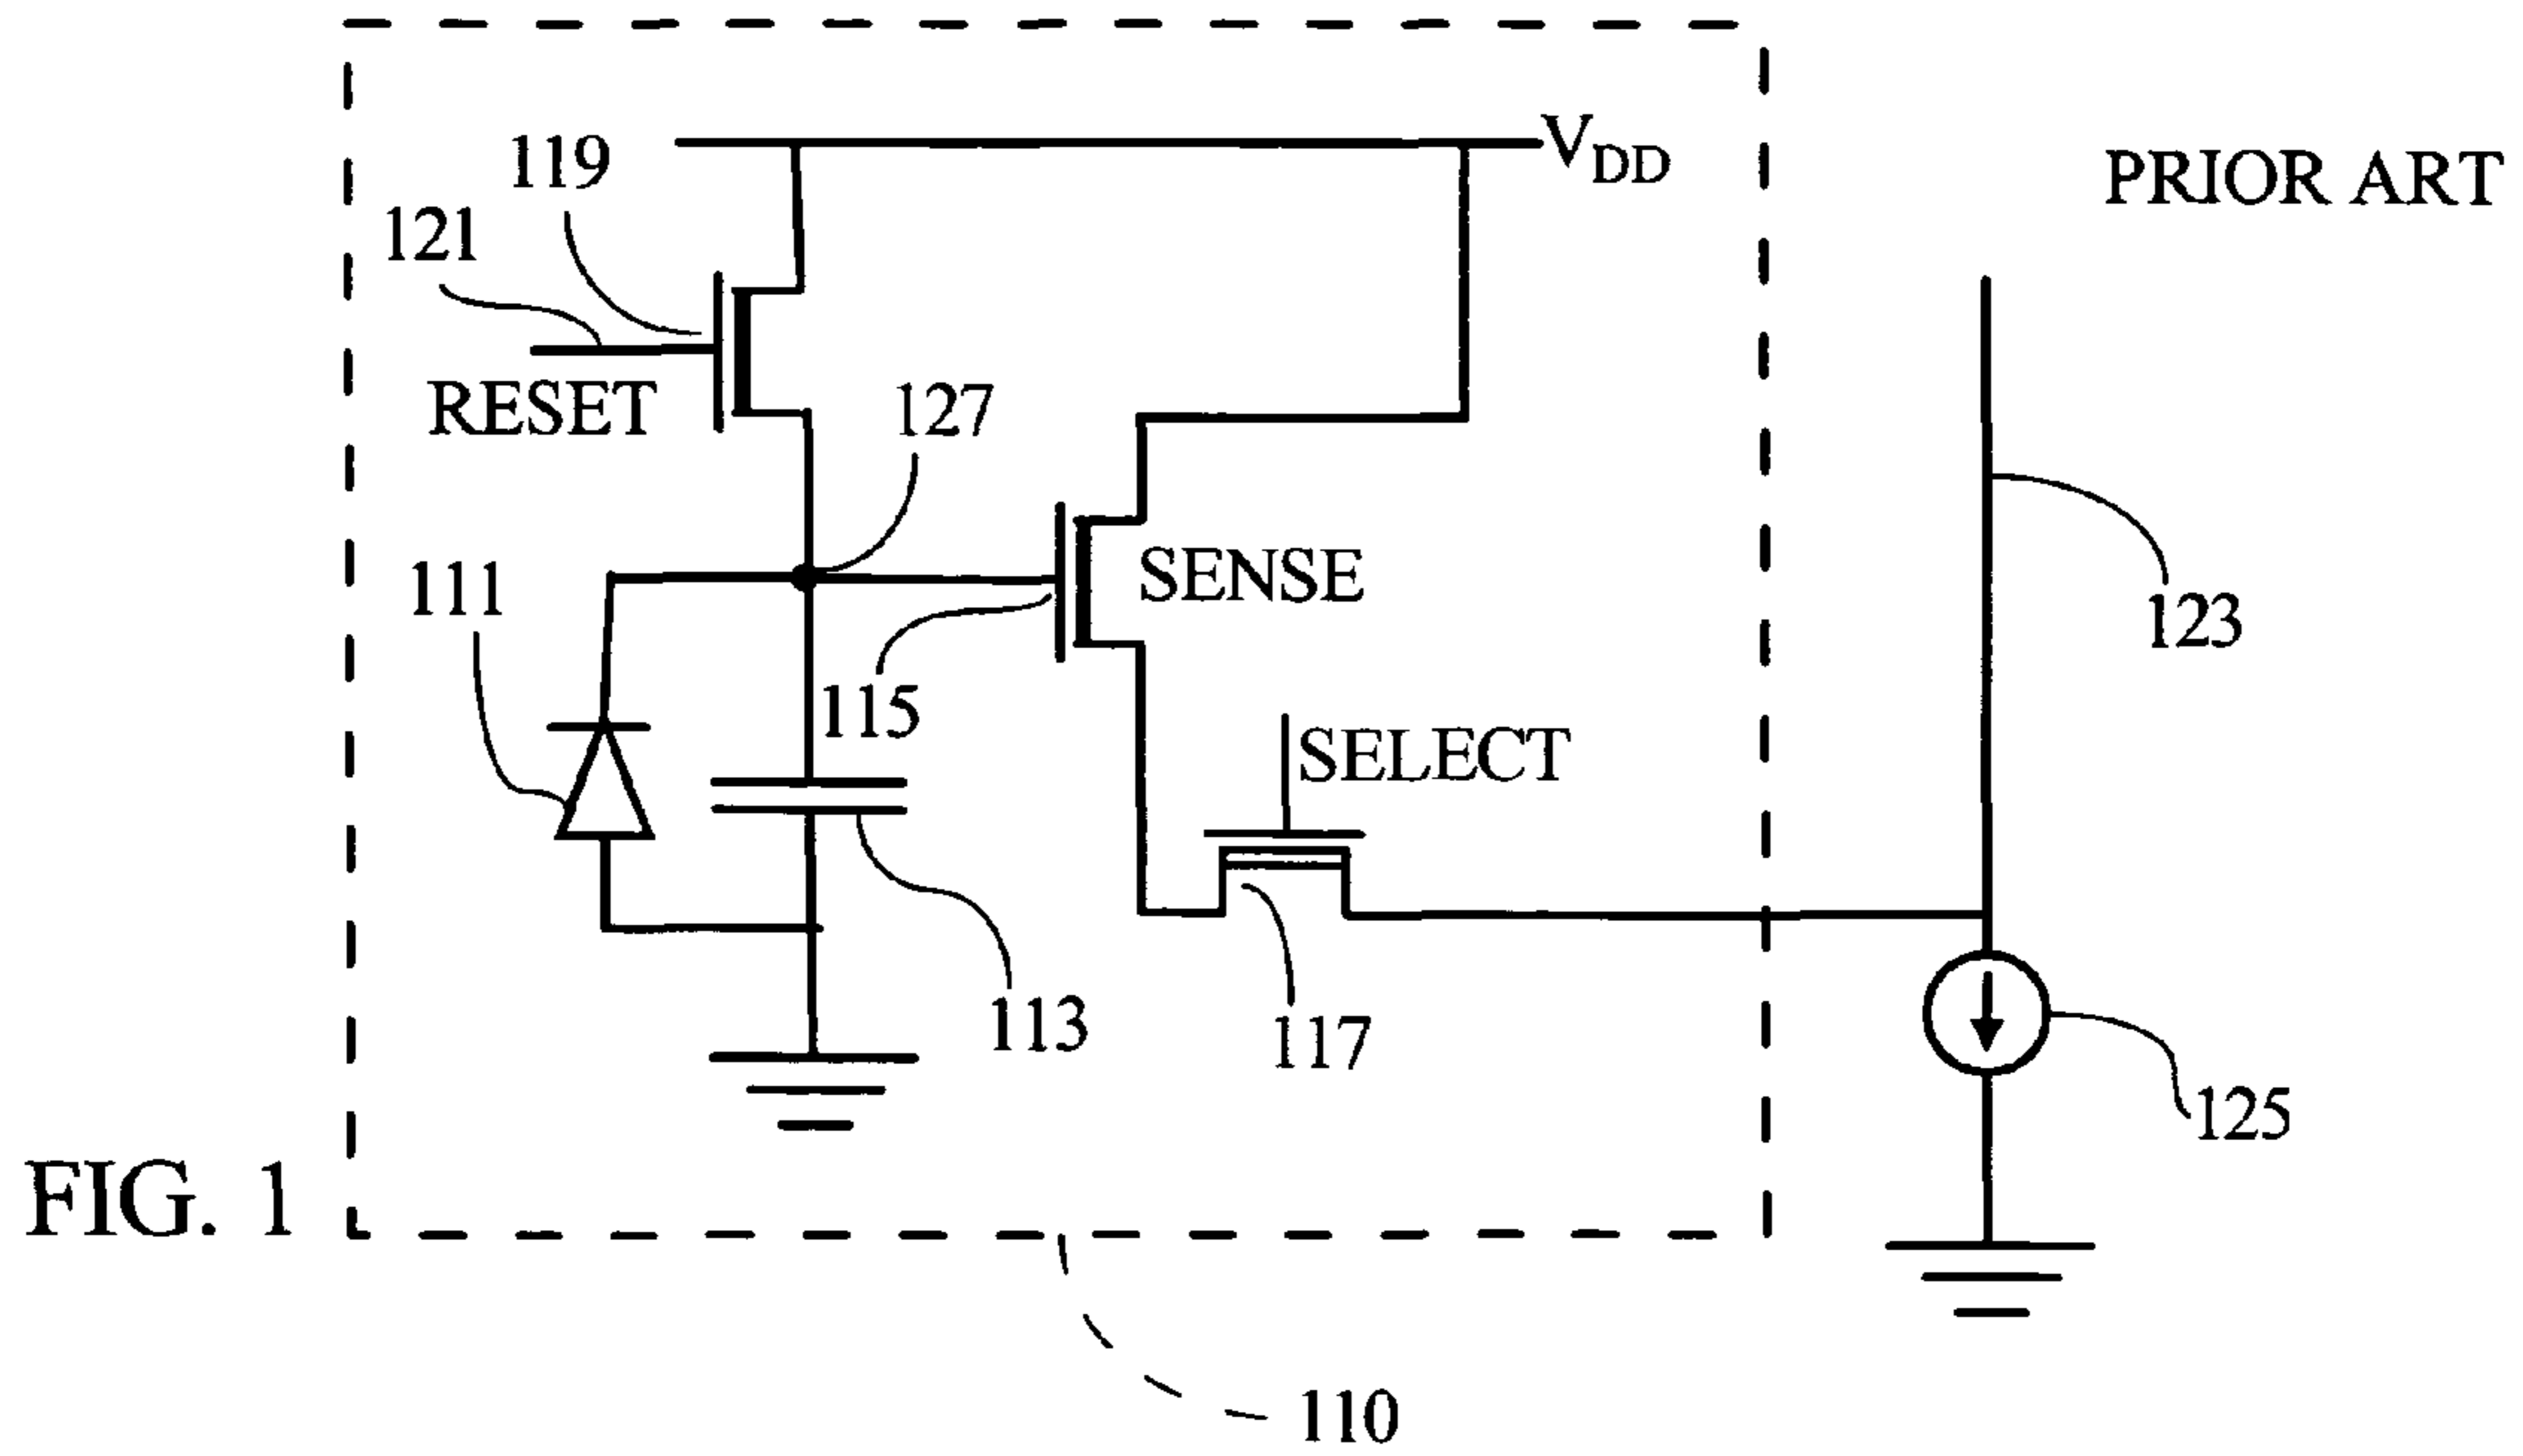 V_DD
119
PRIOR ART
121
RESET
127
111
SENSE
123
115
SELECT
113
117
125
FIG. 1
110